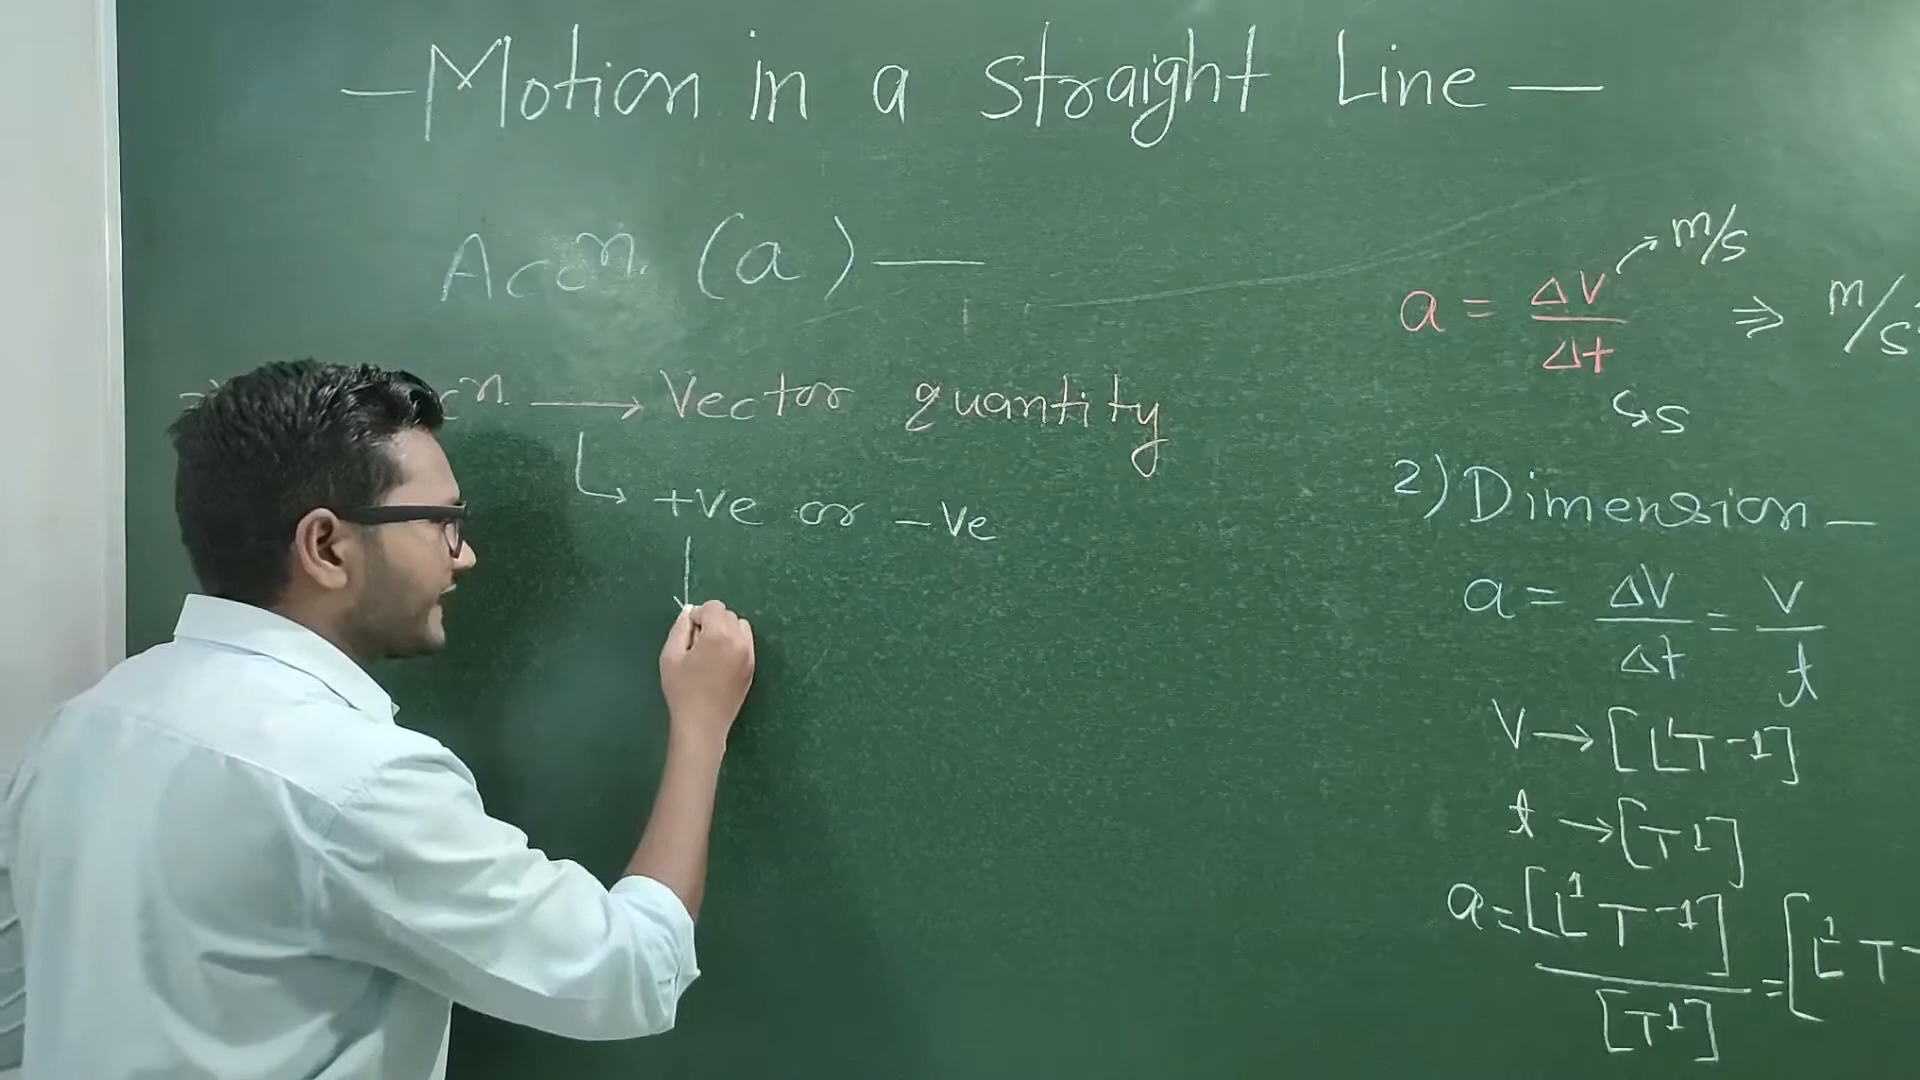 — Motion in a Straight Line —
Accn. (a) —
cn. → Vector quantity
↳ +ve or -ve
a = ΔV/Δt ⇒ m/s
→ m/s
↳ s
2) Dimension —
a = ΔV/Δt = V/t
V → [L¹T⁻¹]
t → [T¹]
a = [L¹T⁻¹]/[T¹] = [L¹T⁻